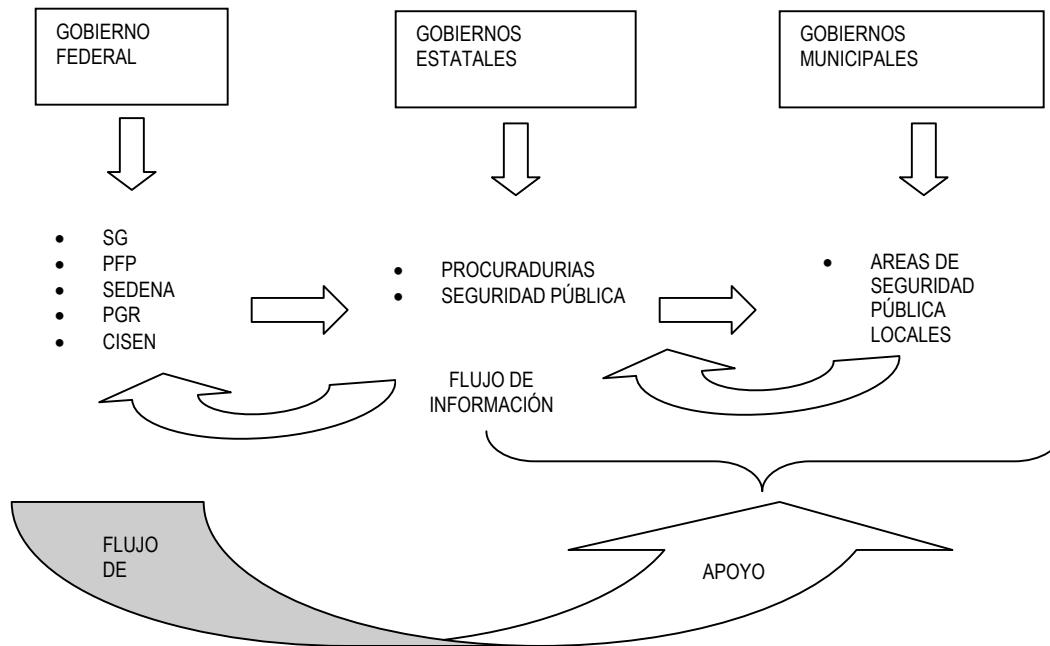 GOBIERNO
FEDERAL
GOBIERNOS
ESTATALES
GOBIERNOS
MUNICIPALES
• SG
• PFP
• SEDENA
• PGR
• CISEN
• PROCURADURIAS
• SEGURIDAD PÚBLICA
• AREAS DE
SEGURIDAD
PÚBLICA
LOCALES
FLUJO DE
INFORMACIÓN
FLUJO
DE
APOYO